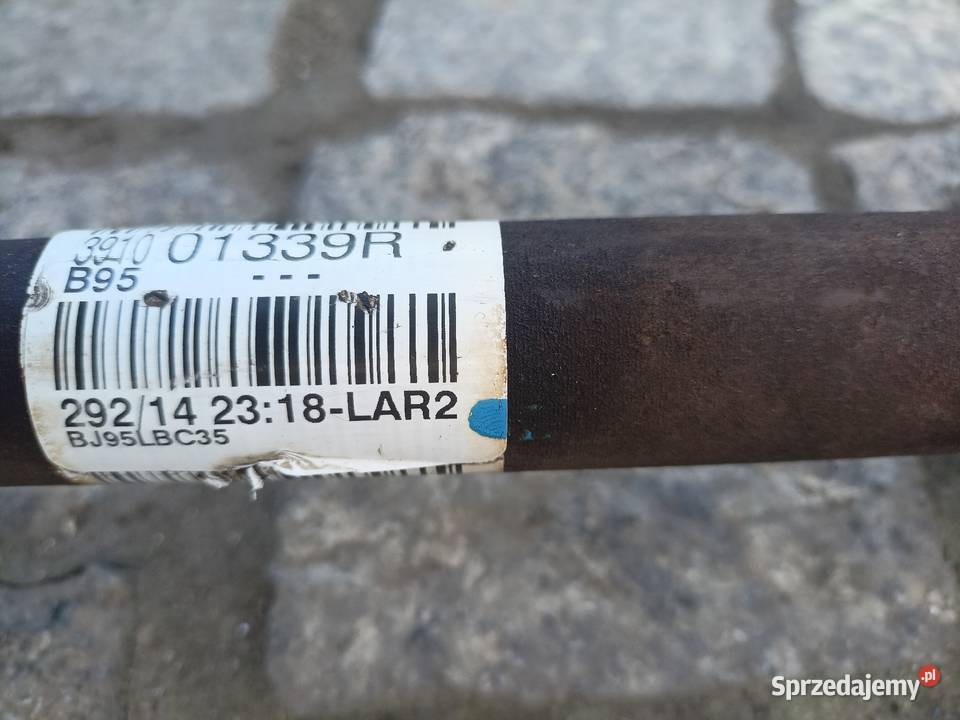 3910 01339R
B95 ---
292/14 23:18-LAR2
BJ95LBC35
Sprzedajemy.pl